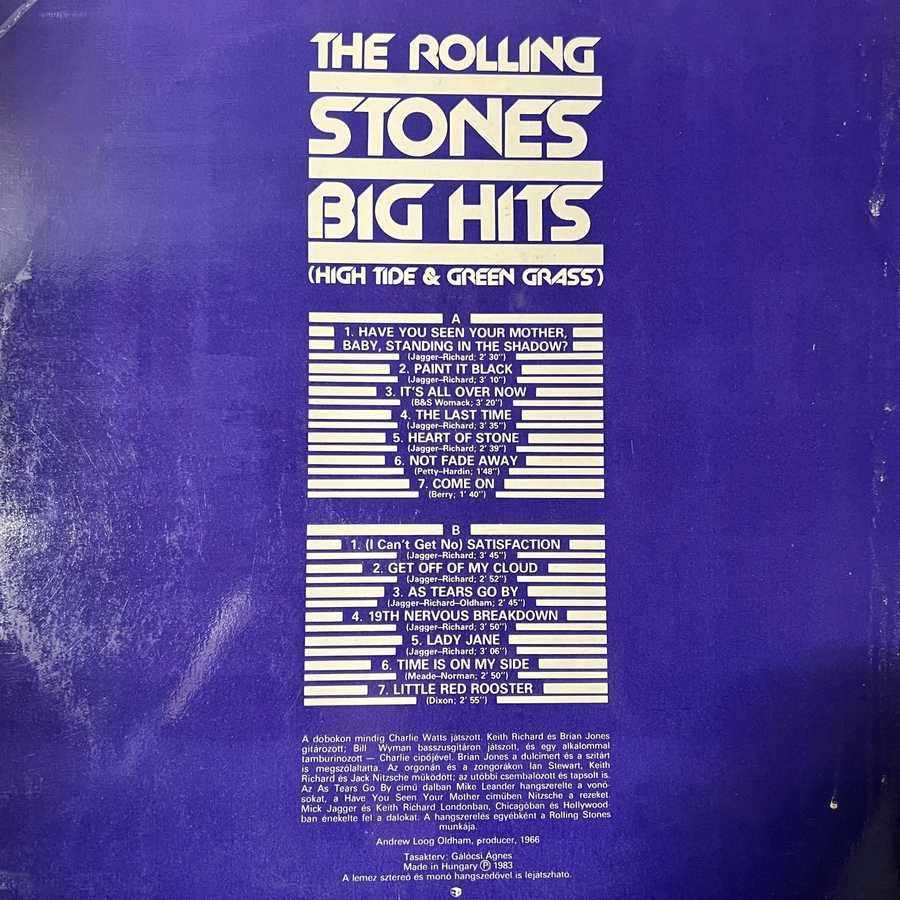 THE ROLLING
STONES
BIG HITS
(HIGH TIDE & GREEN GRASS)
A
1. HAVE YOU SEEN YOUR MOTHER,
BABY, STANDING IN THE SHADOW?
(Jagger–Richard; 2' 30'')
2. PAINT IT BLACK
(Jagger–Richard; 3' 10'')
3. IT'S ALL OVER NOW
(B&S Womack; 3' 20'')
4. THE LAST TIME
(Jagger–Richard; 3' 35'')
5. HEART OF STONE
(Jagger–Richard; 2' 39'')
6. NOT FADE AWAY
(Petty–Hardin; 1'48'')
7. COME ON
(Berry; 1' 40'')
B
1. (I Can't Get No) SATISFACTION
(Jagger–Richard; 3' 45'')
2. GET OFF OF MY CLOUD
(Jagger–Richard; 2' 52'')
3. AS TEARS GO BY
(Jagger–Richard–Oldham; 2' 45'')
4. 19TH NERVOUS BREAKDOWN
(Jagger–Richard; 3' 50'')
5. LADY JANE
(Jagger–Richard; 3' 06'')
6. TIME IS ON MY SIDE
(Meade–Norman; 2' 50'')
7. LITTLE RED ROOSTER
(Dixon; 2' 55'')
A dobokon mindig Charlie Watts játszott. Keith Richard és Brian Jones
gitározott; Bill Wyman basszusgitáron játszott, és egy alkalommal
tamburinozott — Charlie cipőjével. Brian Jones a dulcimert és a szitárt
is megszólaltatta. Az orgonán és a zongorákon Ian Stewart, Keith
Richard és Jack Nitzsche működött; az utóbbi csembalózott és tapsolt is.
Az As Tears Go By című dalban Mike Leander hangszerelte a vonó-
sokat, a Have You Seen Your Mother címűben Nitzsche a rezeket.
Mick Jagger és Keith Richard Londonban, Chicagóban és Hollywood-
ban énekelte fel a dalokat. A hangszerelés egyébként a Rolling Stones
munkája.
Andrew Loog Oldham, producer, 1966
Tasakterv: Gálócsi Ágnes
Made in Hungary Ⓟ 1983
A lemez sztereó és monó hangszedővel is lejátszható.